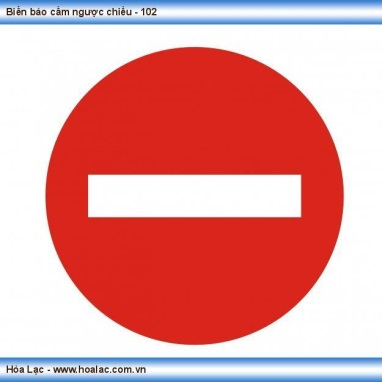 Biển báo cấm ngược chiều - 102
Hòa Lạc - www.hoalac.com.vn